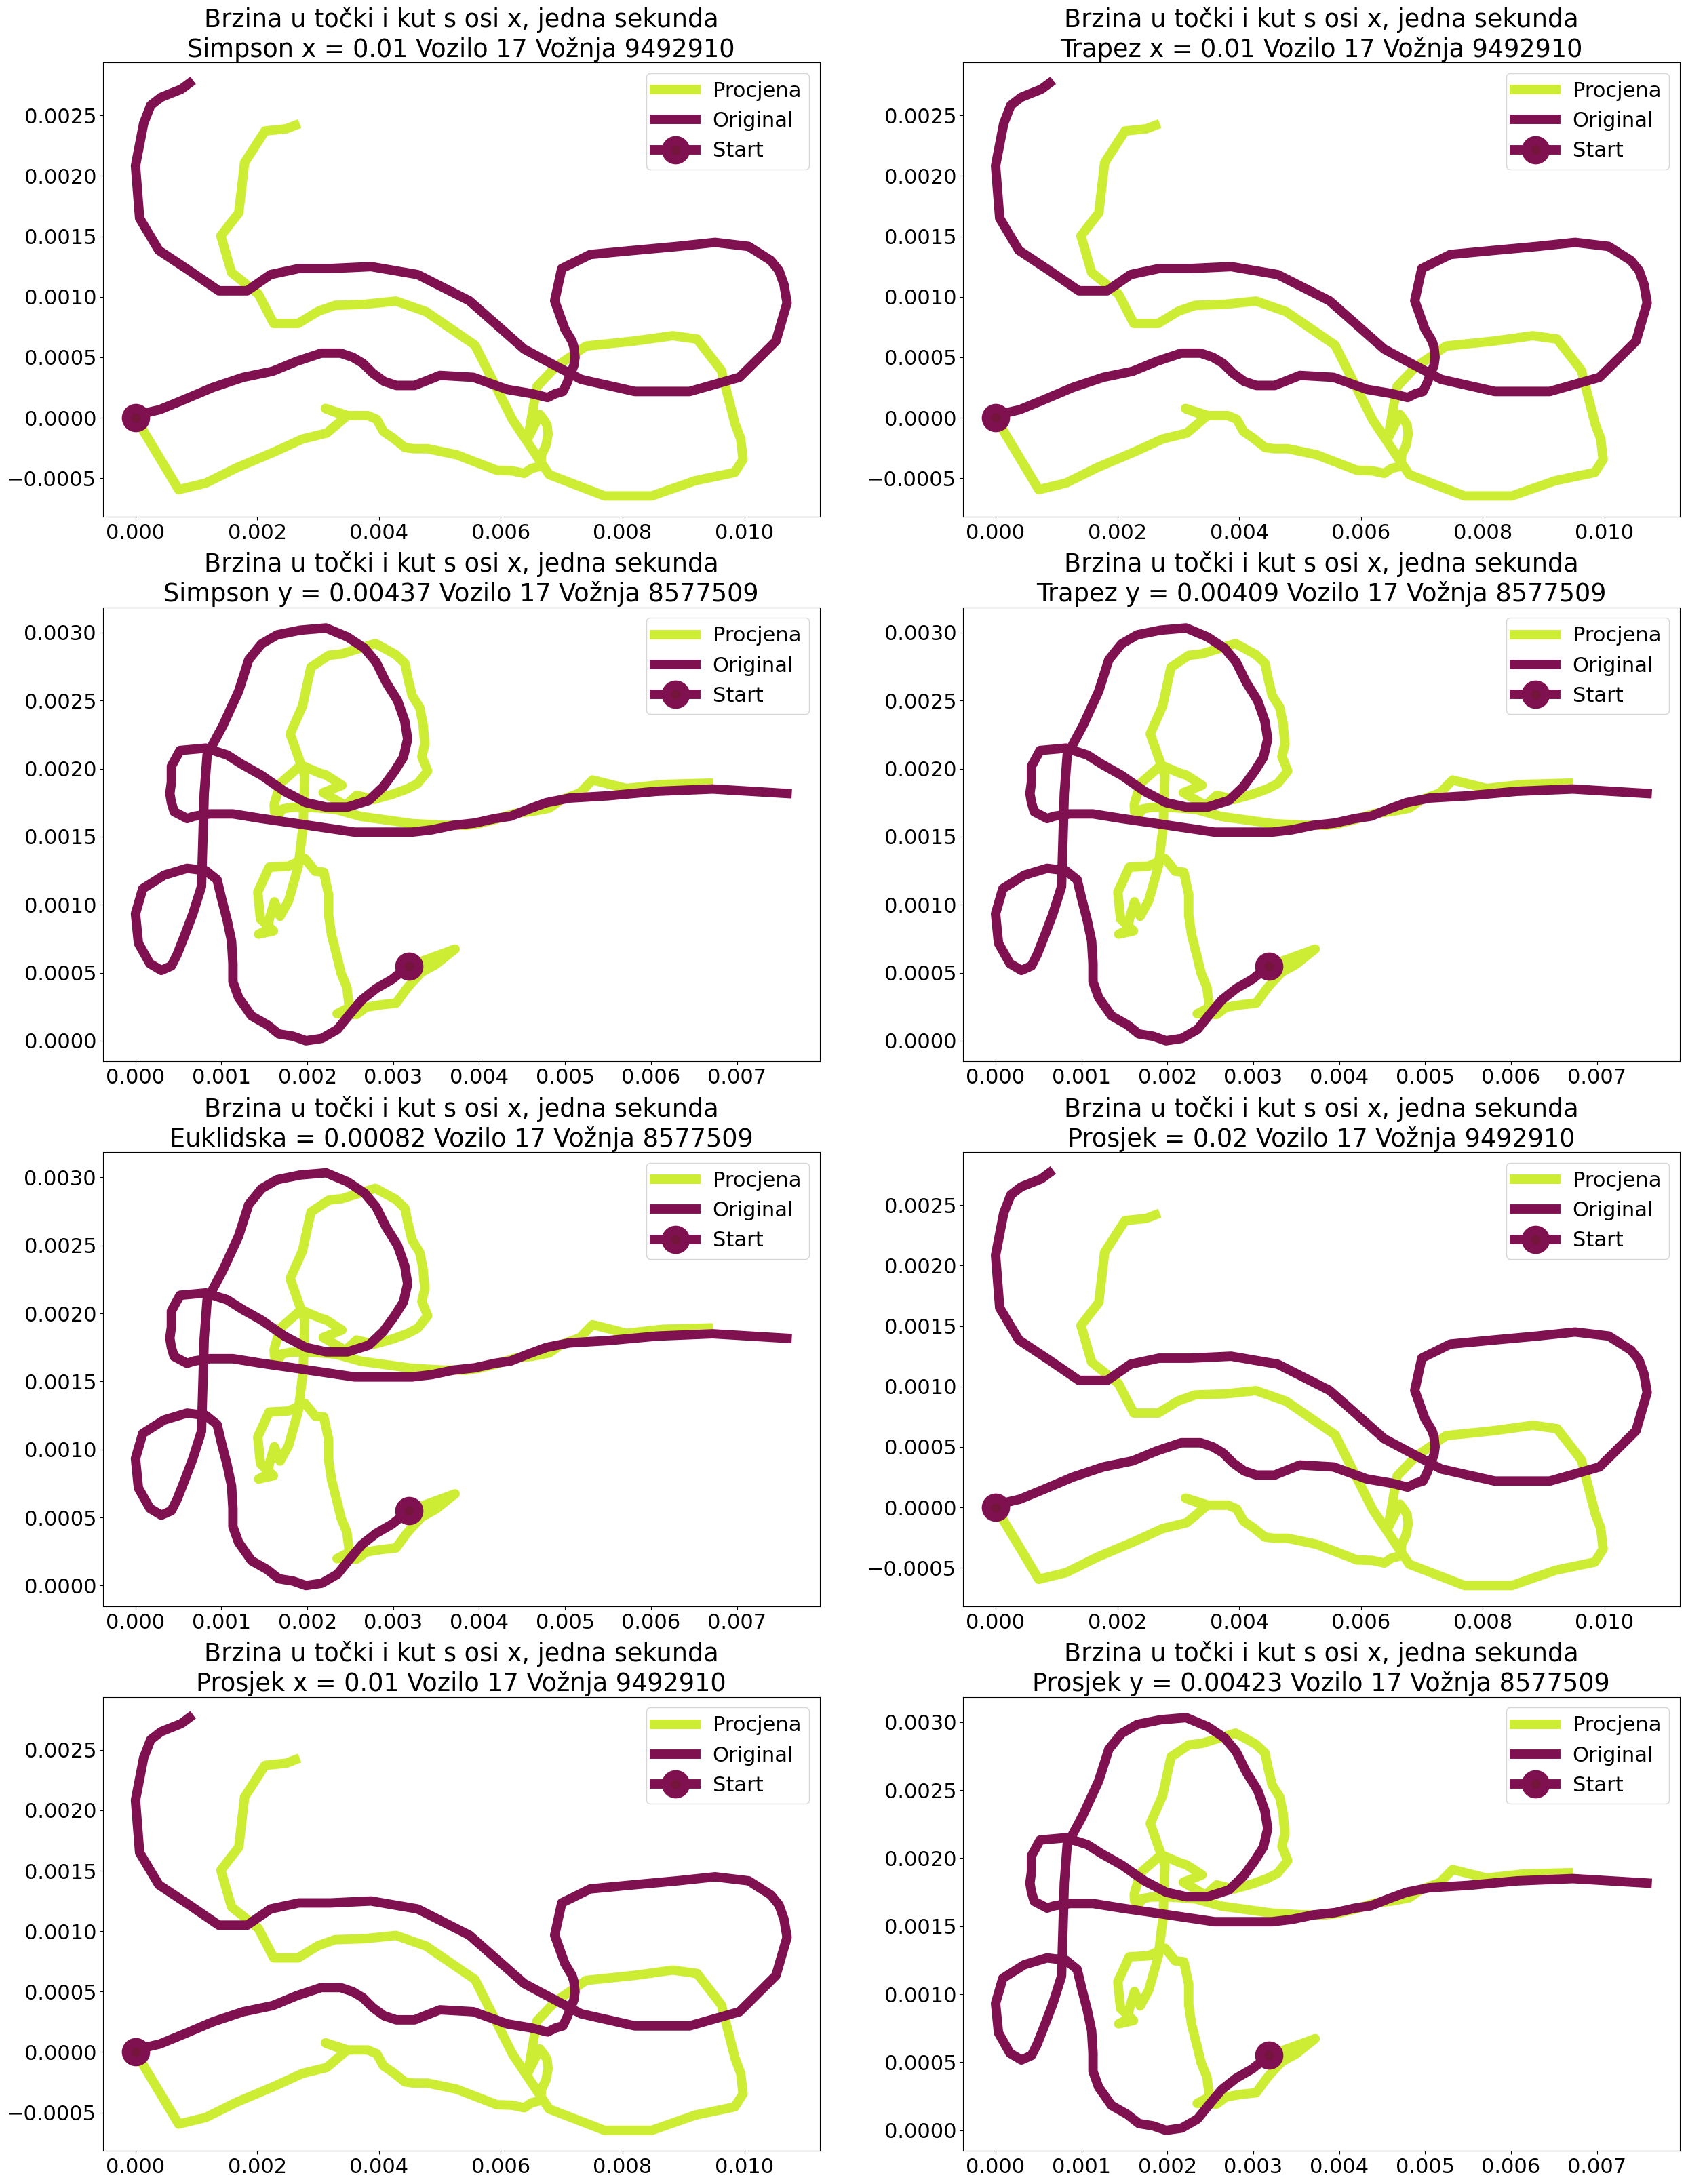 Brzina u točki i kut s osi x, jedna sekunda
Simpson x = 0.01 Vozilo 17 Vožnja 9492910
Procjena
Original
Start
0.0025
0.0020
0.0015
0.0010
0.0005
0.0000
−0.0005
0.000 0.002 0.004 0.006 0.008 0.010
Brzina u točki i kut s osi x, jedna sekunda
Trapez x = 0.01 Vozilo 17 Vožnja 9492910
Procjena
Original
Start
0.0025
0.0020
0.0015
0.0010
0.0005
0.0000
−0.0005
0.000 0.002 0.004 0.006 0.008 0.010
Brzina u točki i kut s osi x, jedna sekunda
Simpson y = 0.00437 Vozilo 17 Vožnja 8577509
Procjena
Original
Start
0.0030
0.0025
0.0020
0.0015
0.0010
0.0005
0.0000
0.000 0.001 0.002 0.003 0.004 0.005 0.006 0.007
Brzina u točki i kut s osi x, jedna sekunda
Trapez y = 0.00409 Vozilo 17 Vožnja 8577509
Procjena
Original
Start
0.0030
0.0025
0.0020
0.0015
0.0010
0.0005
0.0000
0.000 0.001 0.002 0.003 0.004 0.005 0.006 0.007
Brzina u točki i kut s osi x, jedna sekunda
Euklidska = 0.00082 Vozilo 17 Vožnja 8577509
Procjena
Original
Start
0.0030
0.0025
0.0020
0.0015
0.0010
0.0005
0.0000
0.000 0.001 0.002 0.003 0.004 0.005 0.006 0.007
Brzina u točki i kut s osi x, jedna sekunda
Prosjek = 0.02 Vozilo 17 Vožnja 9492910
Procjena
Original
Start
0.0025
0.0020
0.0015
0.0010
0.0005
0.0000
−0.0005
0.000 0.002 0.004 0.006 0.008 0.010
Brzina u točki i kut s osi x, jedna sekunda
Prosjek x = 0.01 Vozilo 17 Vožnja 9492910
Procjena
Original
Start
0.0025
0.0020
0.0015
0.0010
0.0005
0.0000
−0.0005
0.000 0.002 0.004 0.006 0.008 0.010
Brzina u točki i kut s osi x, jedna sekunda
Prosjek y = 0.00423 Vozilo 17 Vožnja 8577509
Procjena
Original
Start
0.0030
0.0025
0.0020
0.0015
0.0010
0.0005
0.0000
0.000 0.001 0.002 0.003 0.004 0.005 0.006 0.007